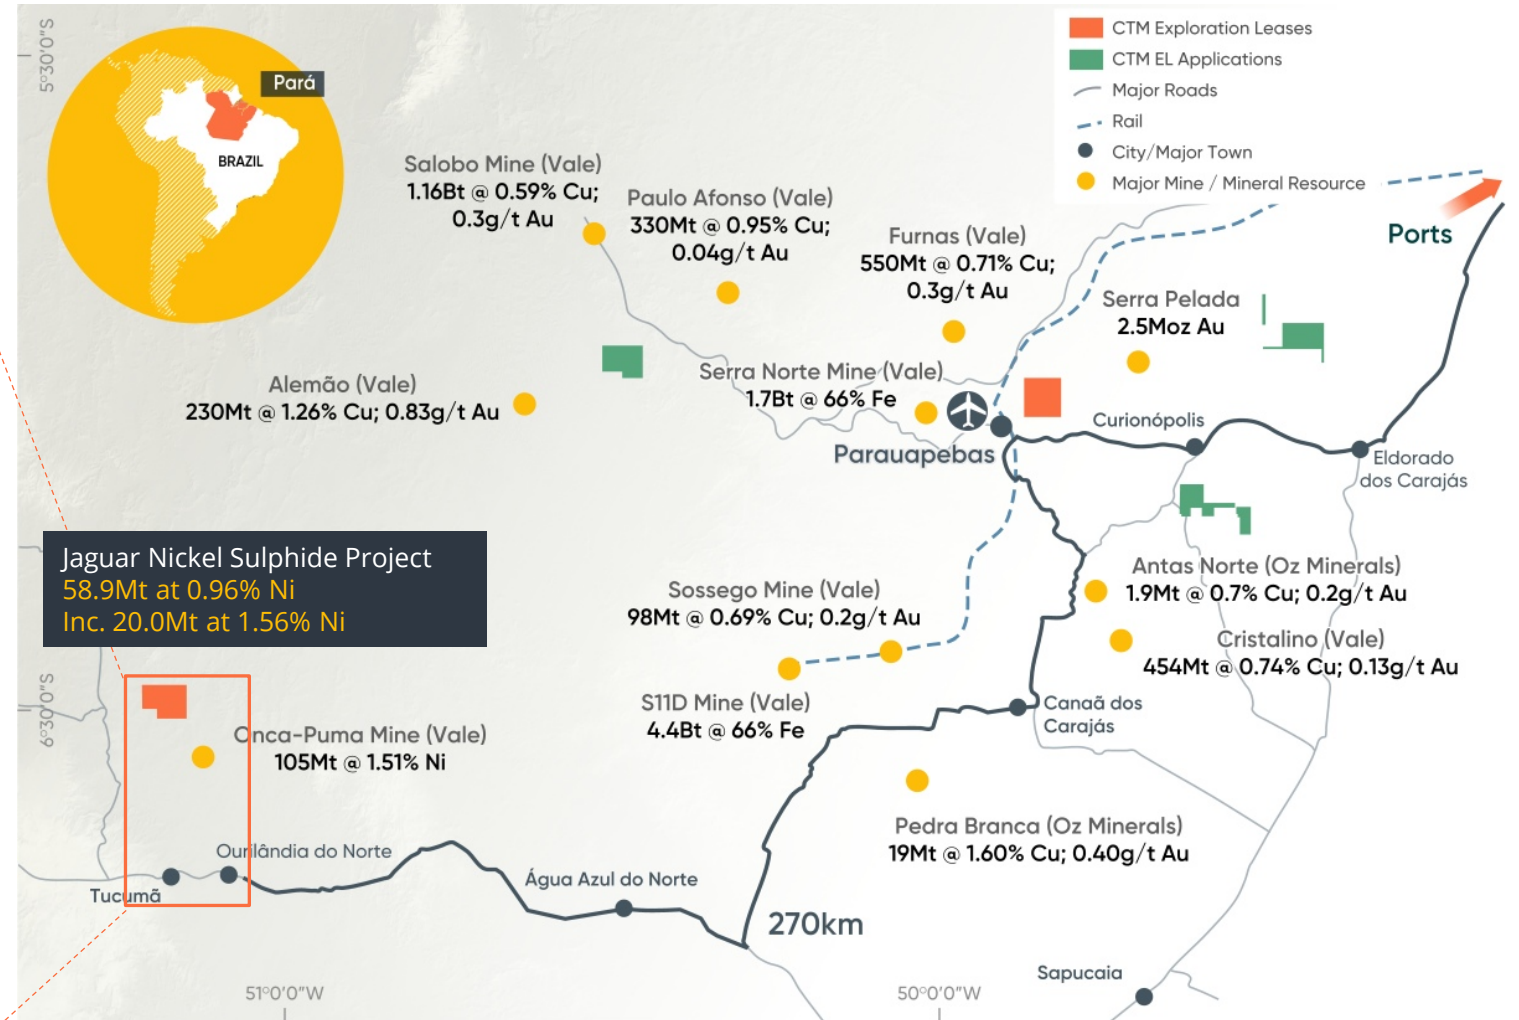 5°30'0"S
Pará
BRAZIL
CTM Exploration Leases
CTM EL Applications
Major Roads
Rail
City/Major Town
Major Mine / Mineral Resource
Ports
Salobo Mine (Vale)
1.16Bt @ 0.59% Cu;
0.3g/t Au
Paulo Afonso (Vale)
330Mt @ 0.95% Cu;
0.04g/t Au
Furnas (Vale)
550Mt @ 0.71% Cu;
0.3g/t Au
Serra Pelada
2.5Moz Au
Alemão (Vale)
230Mt @ 1.26% Cu; 0.83g/t Au
Serra Norte Mine (Vale)
1.7Bt @ 66% Fe
Parauapebas
Curionópolis
Eldorado
dos Carajás
Jaguar Nickel Sulphide Project
58.9Mt at 0.96% Ni
Inc. 20.0Mt at 1.56% Ni
Sossego Mine (Vale)
98Mt @ 0.69% Cu; 0.2g/t Au
Antas Norte (Oz Minerals)
1.9Mt @ 0.7% Cu; 0.2g/t Au
Cristalino (Vale)
454Mt @ 0.74% Cu; 0.13g/t Au
6°30'0"S
S11D Mine (Vale)
4.4Bt @ 66% Fe
Canaã dos
Carajás
Onca-Puma Mine (Vale)
105Mt @ 1.51% Ni
Pedra Branca (Oz Minerals)
19Mt @ 1.60% Cu; 0.40g/t Au
Ourilândia do Norte
Tucumã
Água Azul do Norte
270km
Sapucaia
51°0'0"W
50°0'0"W